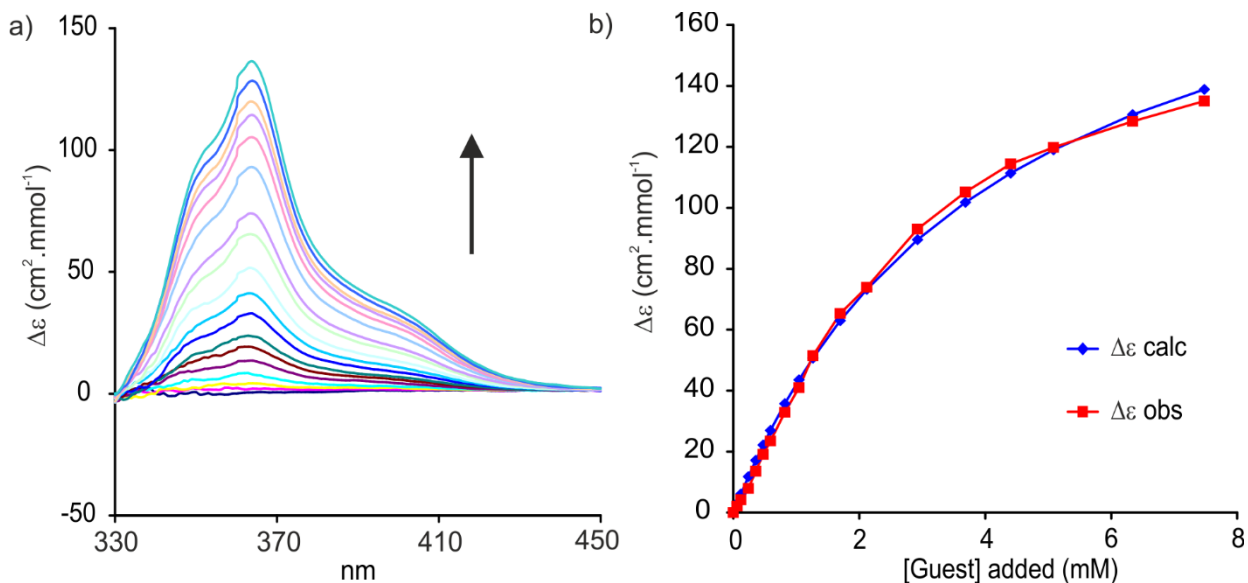 a)
Δε (cm².mmol⁻¹)
150
100
50
0
-50
330
370
410
450
nm
b)
Δε (cm².mmol⁻¹)
160
140
120
100
80
60
40
20
0
0
2
4
6
8
[Guest] added (mM)
Δε calc
Δε obs